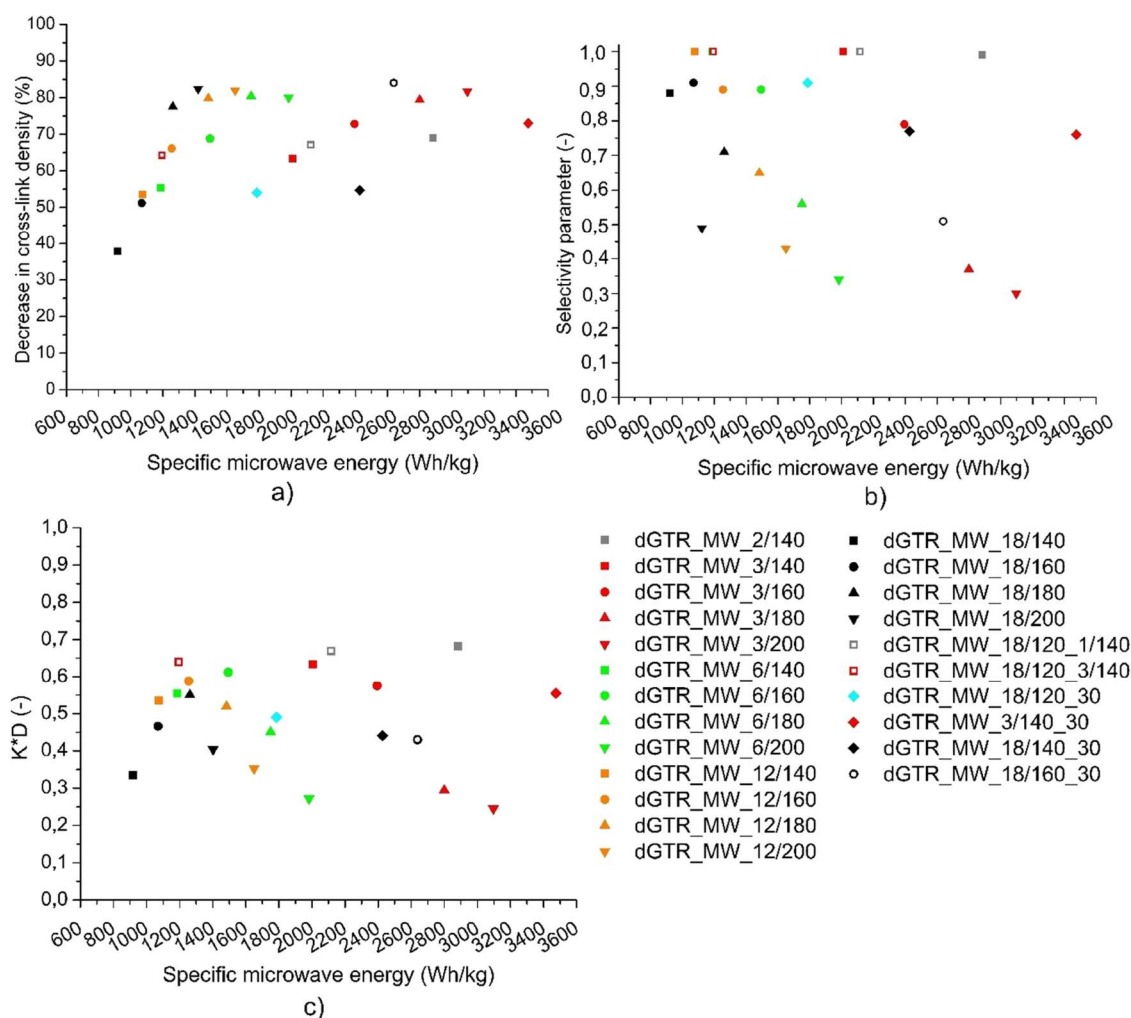 Decrease in cross-link density (%)
100
90
80
70
60
50
40
30
20
10
0
600 800 1000 1200 1400 1600 1800 2000 2200 2400 2600 2800 3000 3200 3400 3600
Specific microwave energy (Wh/kg)
a)
Selectivity parameter (-)
1,0
0,9
0,8
0,7
0,6
0,5
0,4
0,3
0,2
0,1
0,0
600 800 1000 1200 1400 1600 1800 2000 2200 2400 2600 2800 3000 3200 3400 3600
Specific microwave energy (Wh/kg)
b)
K*D (-)
1,0
0,9
0,8
0,7
0,6
0,5
0,4
0,3
0,2
0,1
0,0
600 800 1000 1200 1400 1600 1800 2000 2200 2400 2600 2800 3000 3200 3400 3600
Specific microwave energy (Wh/kg)
c)
dGTR_MW_2/140
dGTR_MW_3/140
dGTR_MW_3/160
dGTR_MW_3/180
dGTR_MW_3/200
dGTR_MW_6/140
dGTR_MW_6/160
dGTR_MW_6/180
dGTR_MW_6/200
dGTR_MW_12/140
dGTR_MW_12/160
dGTR_MW_12/180
dGTR_MW_12/200
dGTR_MW_18/140
dGTR_MW_18/160
dGTR_MW_18/180
dGTR_MW_18/200
dGTR_MW_18/120_1/140
dGTR_MW_18/120_3/140
dGTR_MW_18/120_30
dGTR_MW_3/140_30
dGTR_MW_18/140_30
dGTR_MW_18/160_30